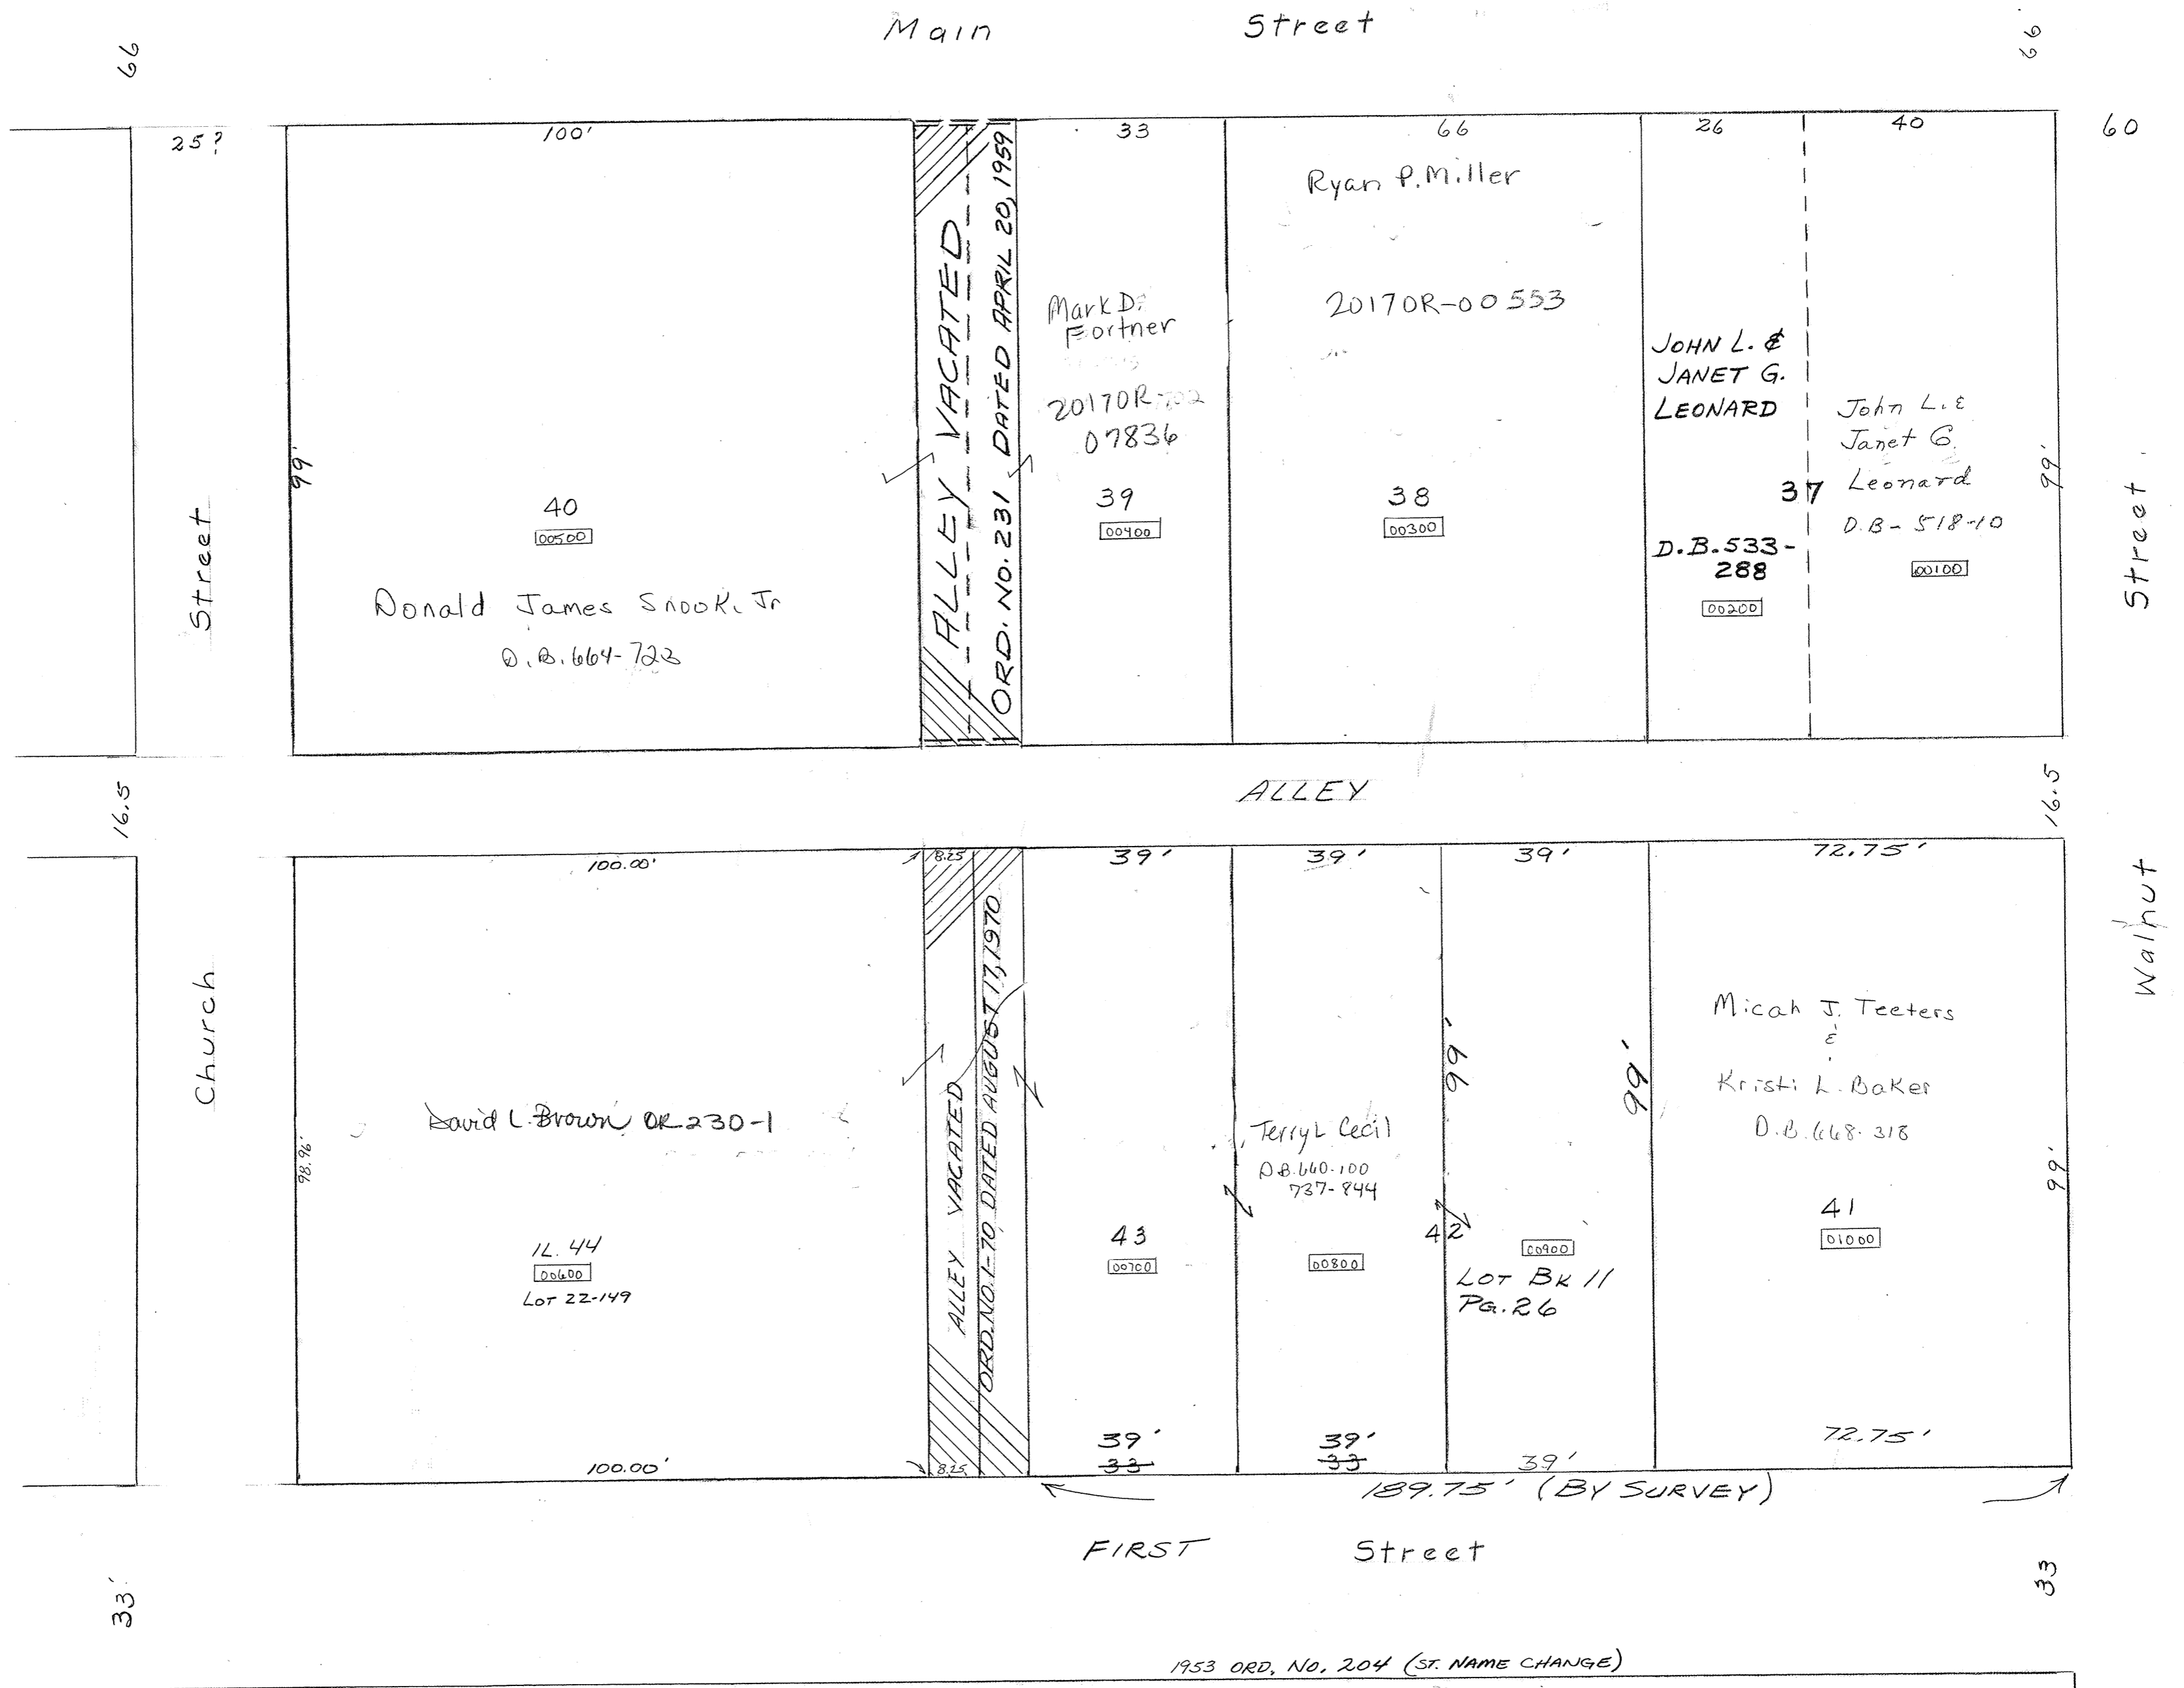 Main Street
66
66
25?
100'
33
66
26
40
60
Ryan P. Miller
20170R-00553
Mark D.
Fortner
20170R-
07836
JOHN L. &
JANET G.
LEONARD
John L. &
Janet G.
Leonard
D.B. 518-10
37
D.B. 533-
288
00200
00100
99'
99'
40
00500
Donald James Snook, Jr
D.B. 664-723
ALLEY VACATED
ORD. NO. 231 DATED APRIL 20, 1959
39
00400
38
00300
Street
Street
16.5
ALLEY
16.5
100.00'
8.25
39'
39'
39'
72.75'
Church
Walnut
98.96'
David L. Brown OR 230-1
IL. 44
00600
LOT 22-149
ALLEY VACATED
ORD. NO. 1-70, DATED AUGUST 17, 1970
43
00700
Terry L Cecil
D.B. 660-100
737-844
00800
42
99'
99'
00900
LOT BK 11
PG. 26
Micah J. Teeters
&
Kristi L. Baker
D.B. 668-318
41
01000
99'
100.00'
8.25
39'
33
39'
33
39'
72.75'
189.75' (BY SURVEY)
FIRST Street
33'
33
1953 ORD. NO. 204 (ST. NAME CHANGE)